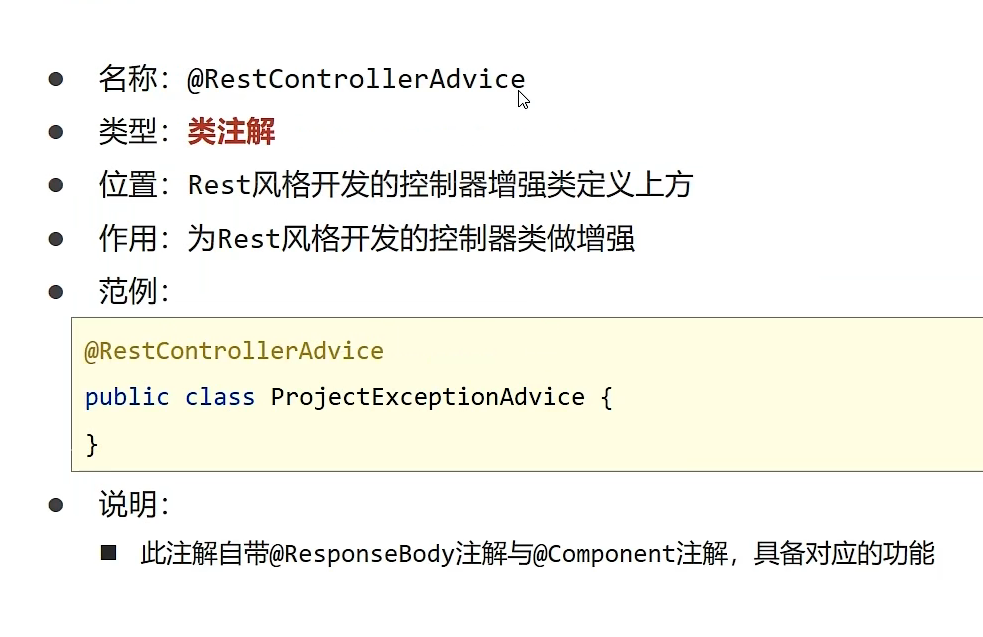 ● 名称：@RestControllerAdvice
● 类型：类注解
● 位置：Rest风格开发的控制器增强类定义上方
● 作用：为Rest风格开发的控制器类做增强
● 范例：
@RestControllerAdvice
public class ProjectExceptionAdvice {
}
● 说明：
■ 此注解自带@ResponseBody注解与@Component注解，具备对应的功能